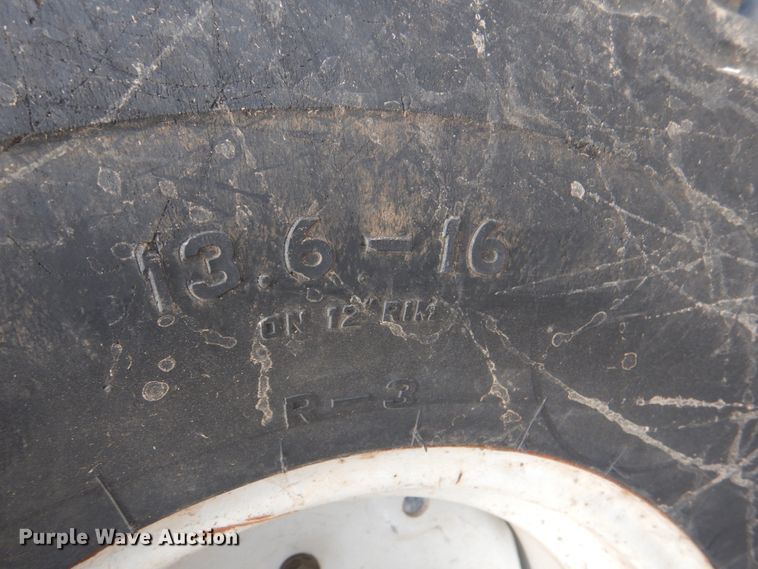 13.6-16
ON 12" RIM
R-3
Purple Wave Auction